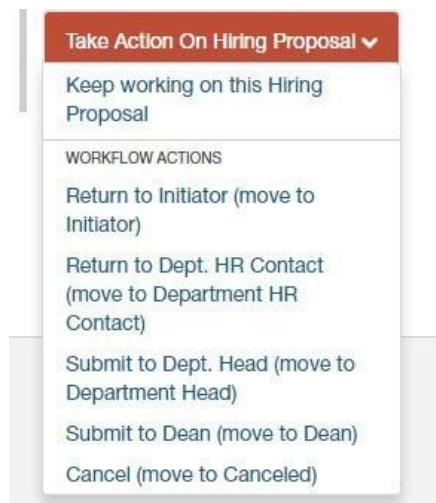 Take Action On Hiring Proposal
Keep working on this Hiring
Proposal
WORKFLOW ACTIONS
Return to Initiator (move to
Initiator)
Return to Dept. HR Contact
(move to Department HR
Contact)
Submit to Dept. Head (move to
Department Head)
Submit to Dean (move to Dean)
Cancel (move to Canceled)